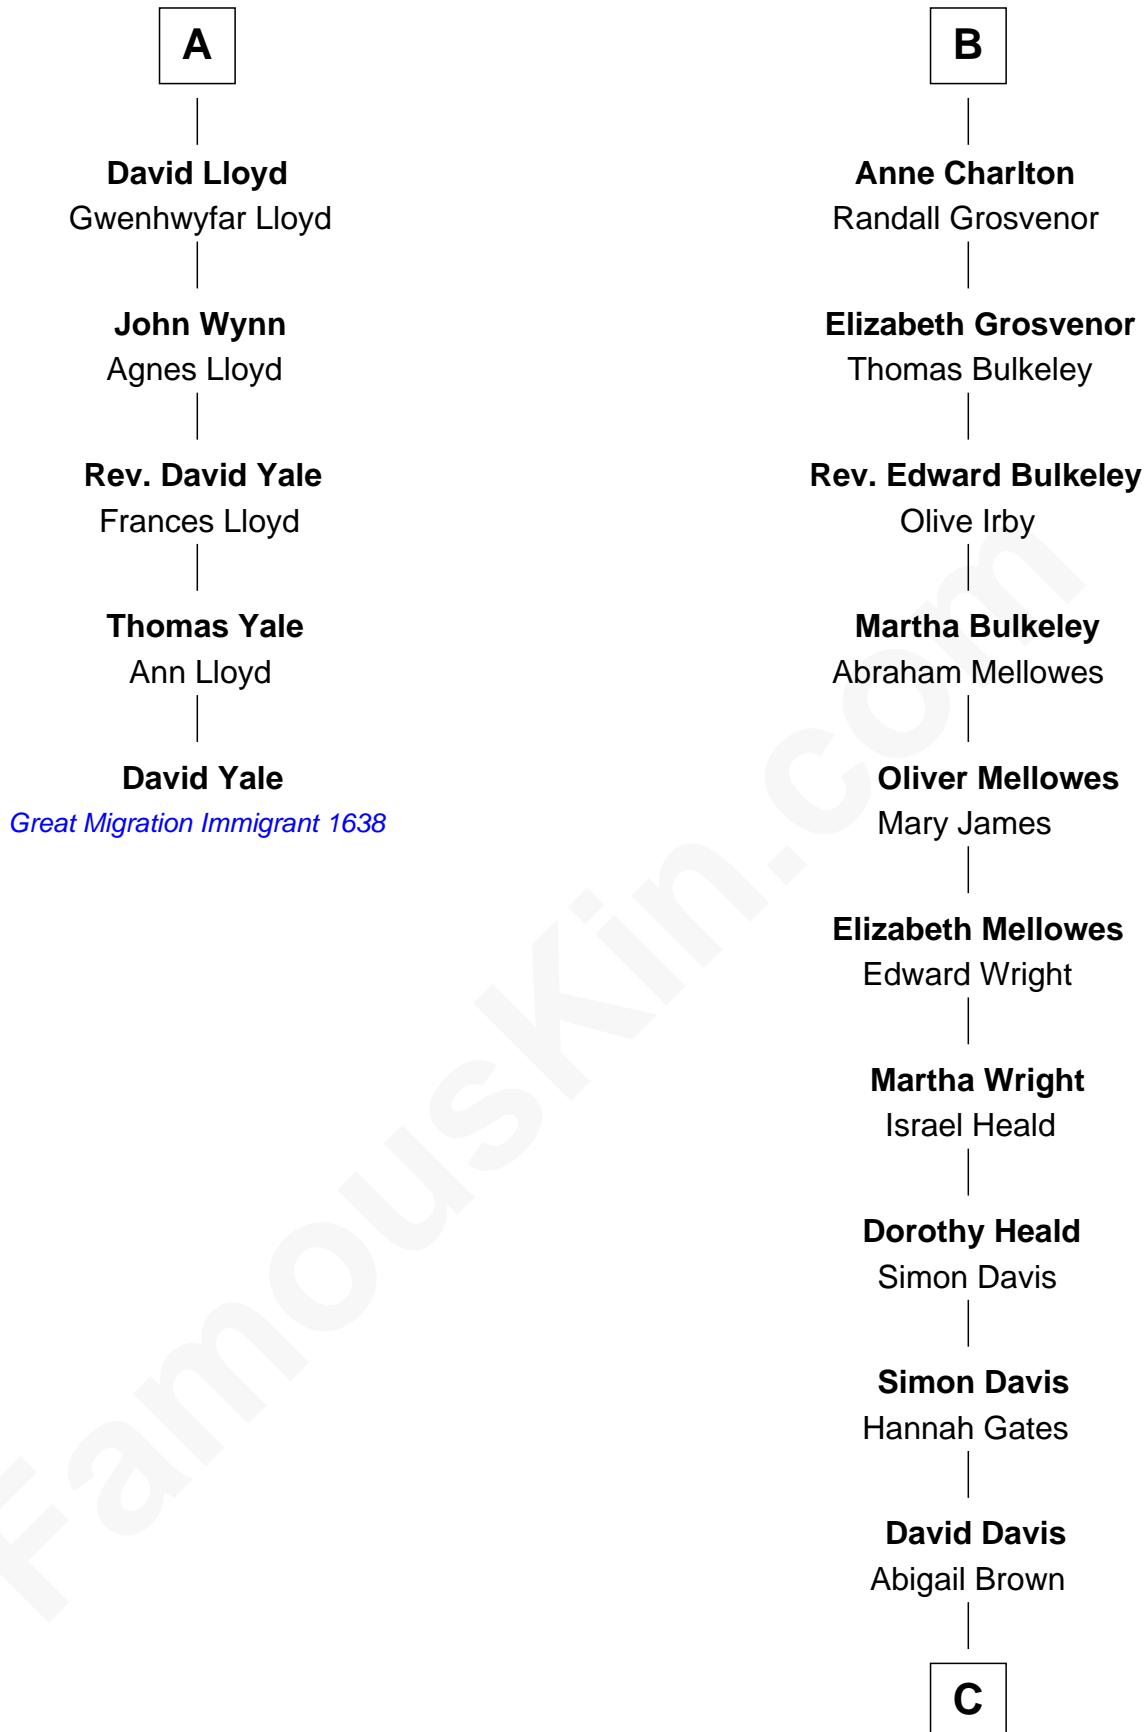 A
David Lloyd
Gwenhwyfar Lloyd
John Wynn
Agnes Lloyd
Rev. David Yale
Frances Lloyd
Thomas Yale
Ann Lloyd
David Yale
Great Migration Immigrant 1638
B
Anne Charlton
Randall Grosvenor
Elizabeth Grosvenor
Thomas Bulkeley
Rev. Edward Bulkeley
Olive Irby
Martha Bulkeley
Abraham Mellowes
Oliver Mellowes
Mary James
Elizabeth Mellowes
Edward Wright
Martha Wright
Israel Heald
Dorothy Heald
Simon Davis
Simon Davis
Hannah Gates
David Davis
Abigail Brown
C
FamousKin.com